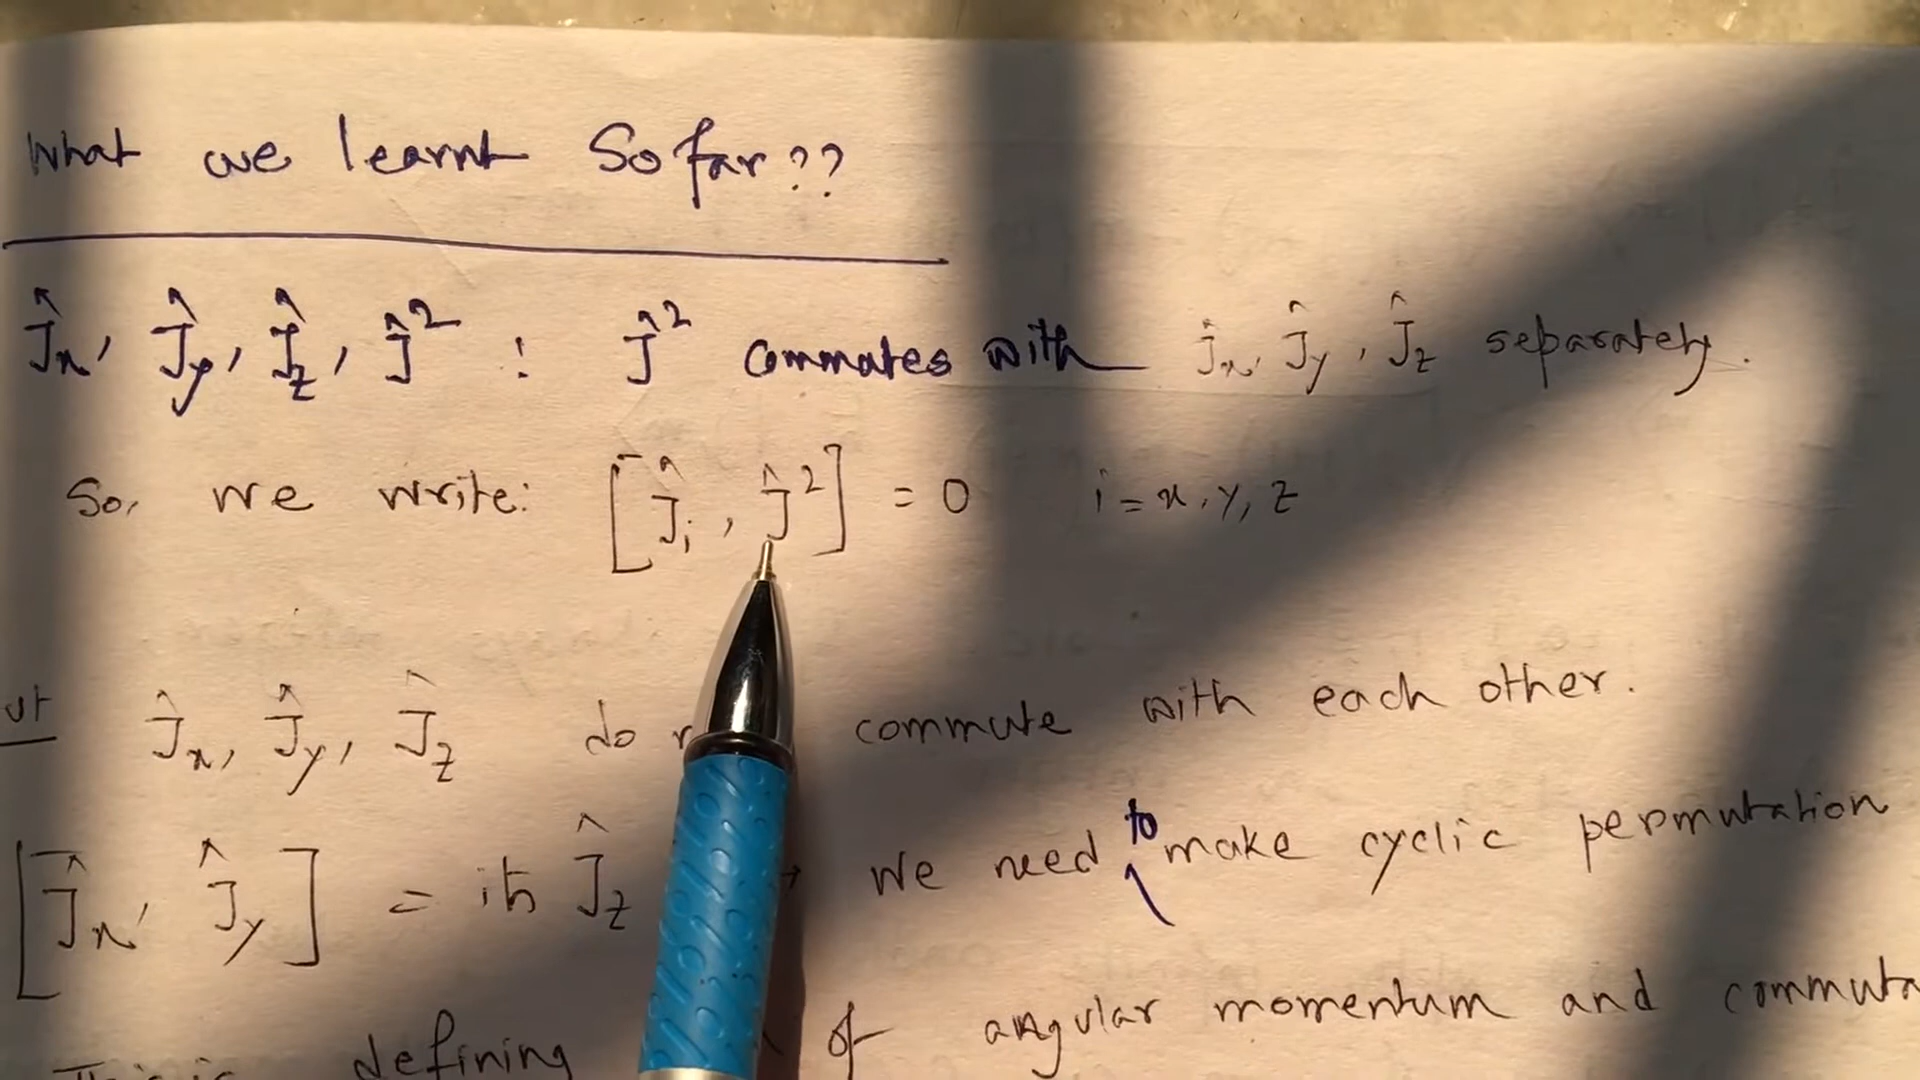 What we learnt So far??
Ĵx, Ĵy, Ĵz, Ĵ² : Ĵ² commutes with Ĵx, Ĵy, Ĵz separately.
So, we write: [Ĵi, Ĵ²] = 0 i = x, y, z
Ĵx, Ĵy, Ĵz do commute with each other.
[Ĵx, Ĵy] = iħ Ĵz → we need to make cyclic permutation
This is defining of angular momentum and